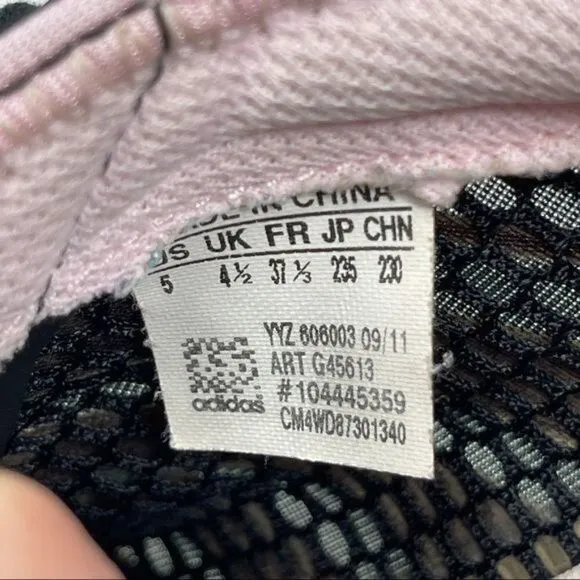 MADE IN CHINA
US UK FR JP CHN
5 4½ 37⅓ 235 230
YYZ 606003 09/11
ART G45613
#104445359
adidas
CM4WD87301340